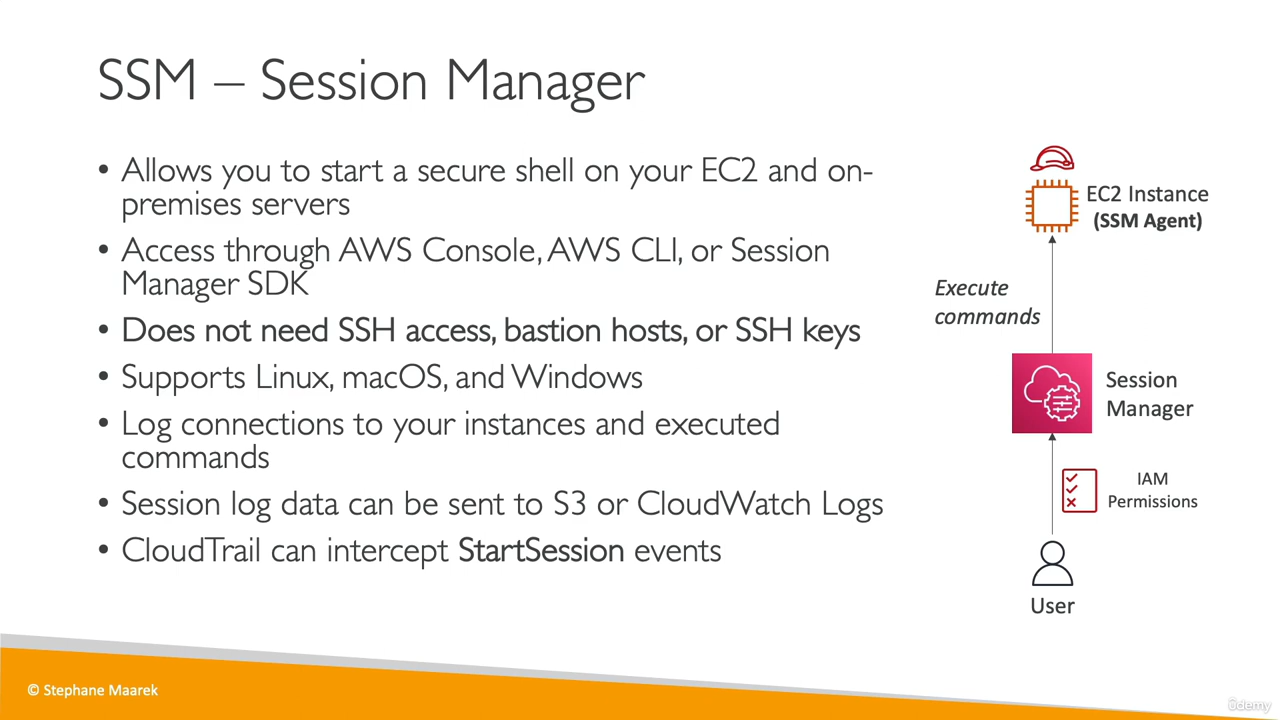 SSM – Session Manager
• Allows you to start a secure shell on your EC2 and on-
premises servers
• Access through AWS Console, AWS CLI, or Session
Manager SDK
• Does not need SSH access, bastion hosts, or SSH keys
• Supports Linux, macOS, and Windows
• Log connections to your instances and executed
commands
• Session log data can be sent to S3 or CloudWatch Logs
• CloudTrail can intercept StartSession events
EC2 Instance
(SSM Agent)
Execute
commands
Session
Manager
IAM
Permissions
User
© Stephane Maarek
ûdemy